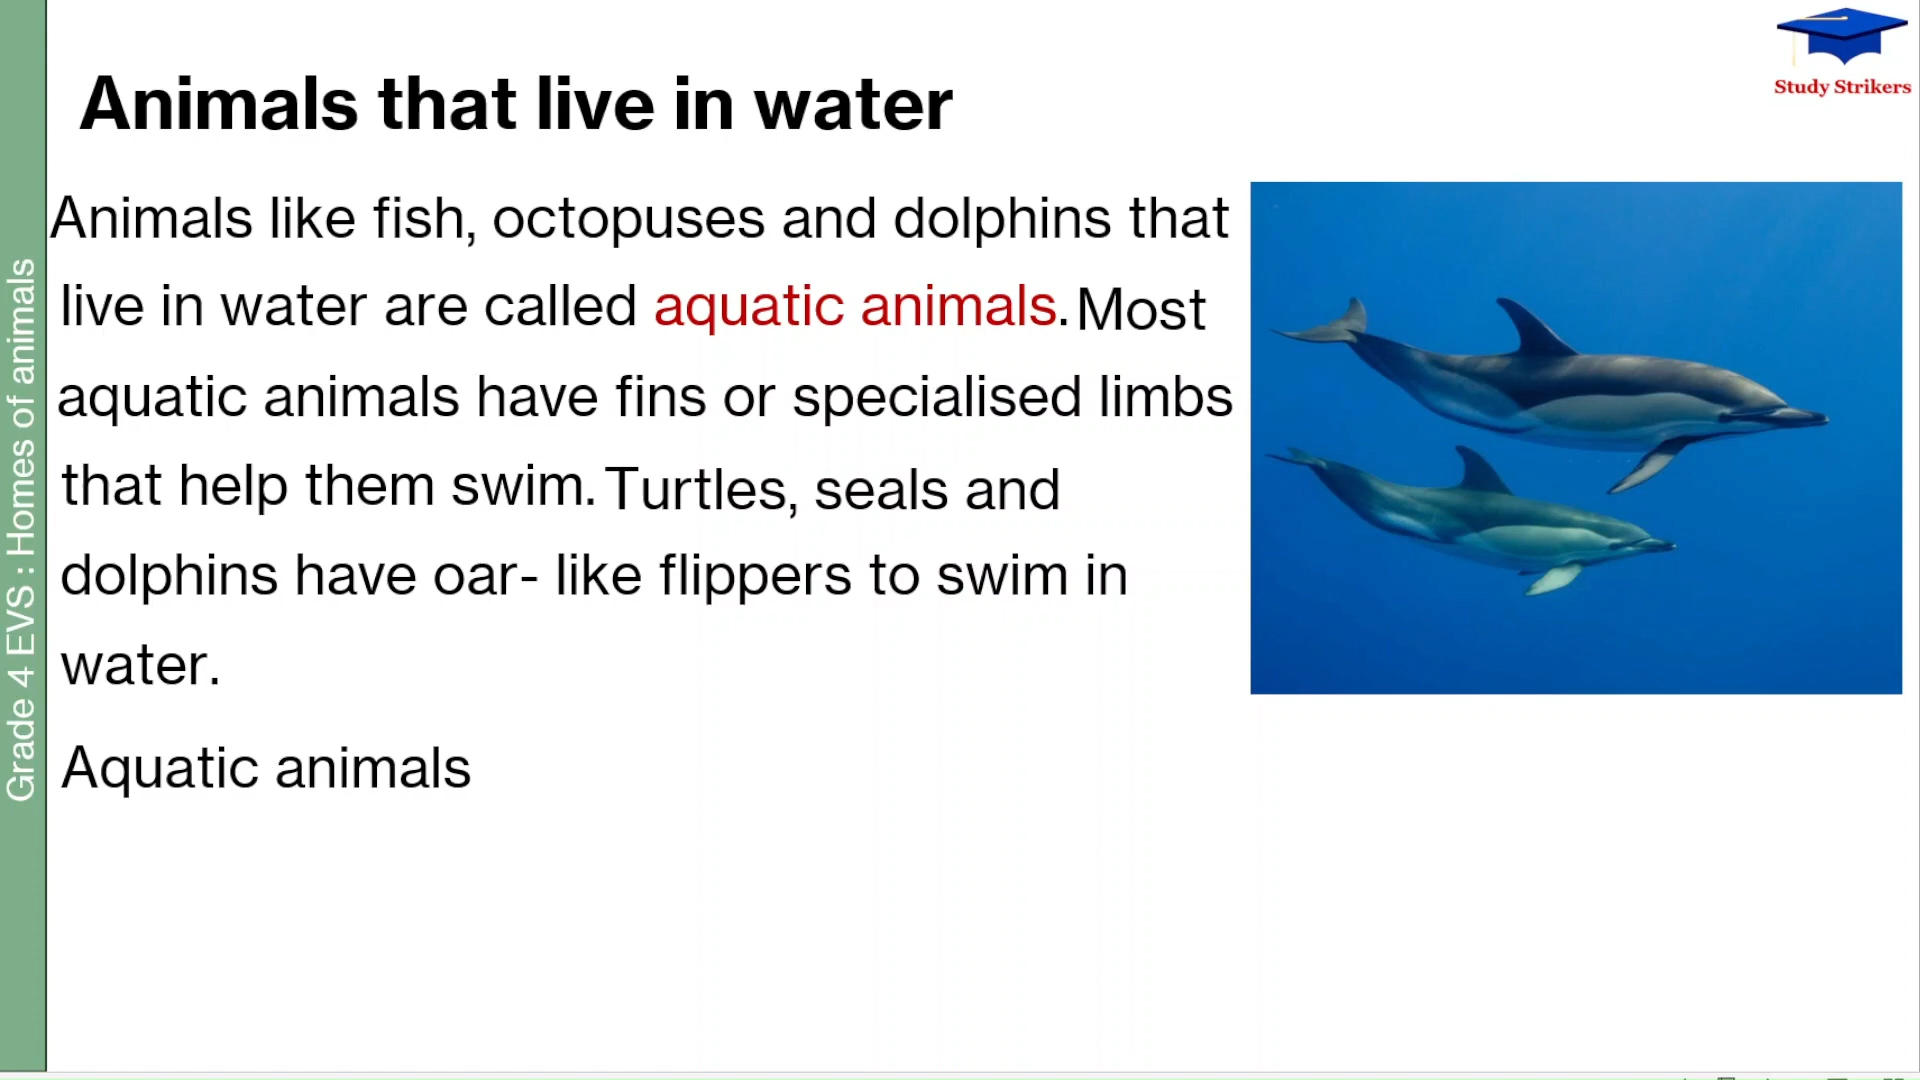 Study Strikers
Animals that live in water
Animals like fish, octopuses and dolphins that
live in water are called aquatic animals. Most
aquatic animals have fins or specialised limbs
that help them swim. Turtles, seals and
dolphins have oar- like flippers to swim in
water.
Aquatic animals
Grade 4 EVS : Homes of animals